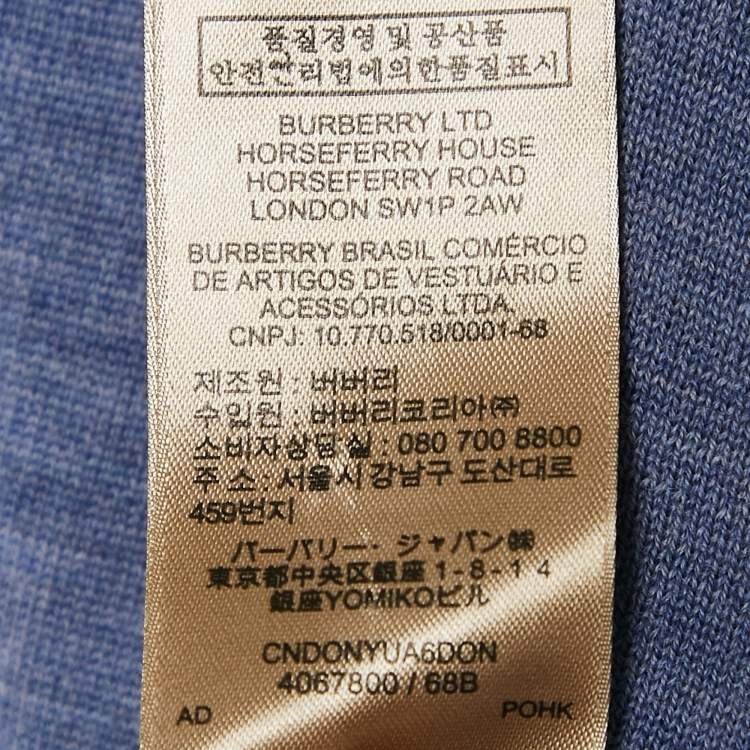 품질경영 및 공산품
안전관리법에의한품질표시
BURBERRY LTD
HORSEFERRY HOUSE
HORSEFERRY ROAD
LONDON SW1P 2AW
BURBERRY BRASIL COMÉRCIO
DE ARTIGOS DE VESTUÁRIO E
ACESSÓRIOS LTDA.
CNPJ: 10.770.518/0001-68
제조원 : 버버리
수입원 : 버버리코리아㈜
소비자상담실 : 080 700 8800
주 소 : 서울시 강남구 도산대로
459번지
バーバリー・ジャパン㈱
東京都中央区銀座1-8-14
銀座YOMIKOビル
CNDONYUA6DON
4067800 / 68B
AD
POHK